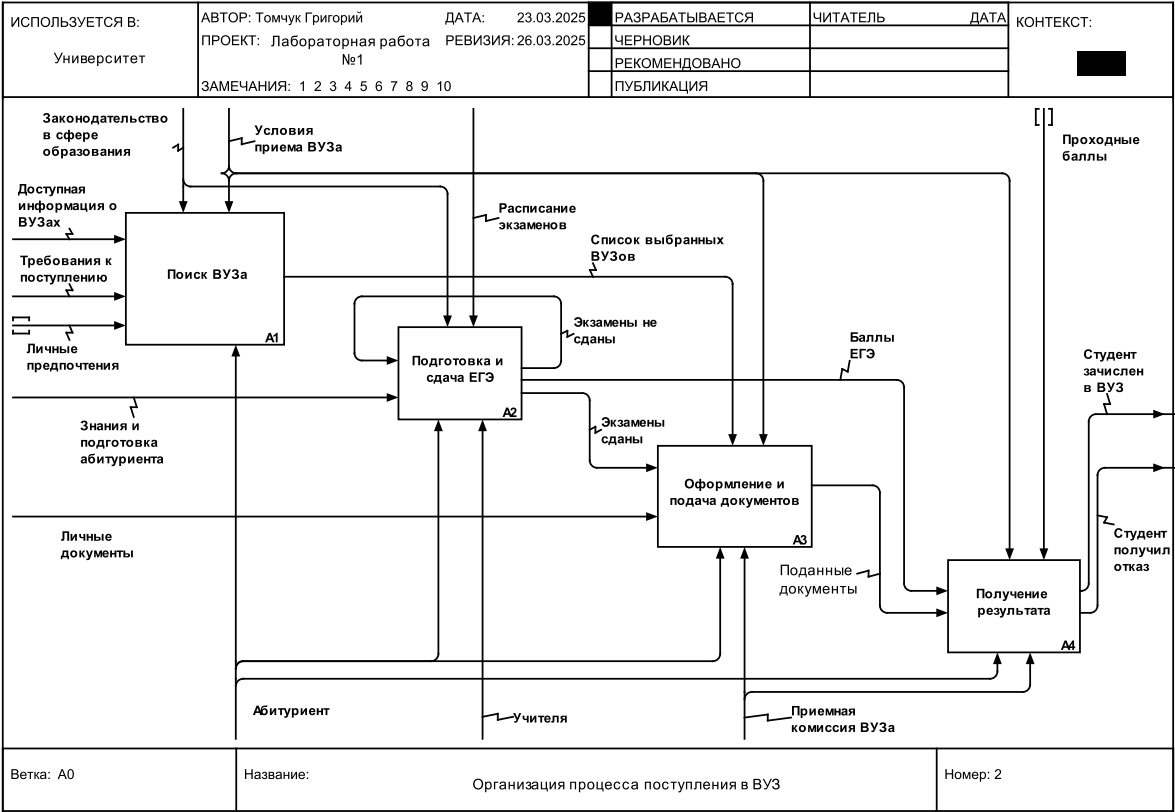 ИСПОЛЬЗУЕТСЯ В:
Университет
АВТОР: Томчук Григорий
ДАТА: 23.03.2025
ПРОЕКТ: Лабораторная работа
№1
РЕВИЗИЯ: 26.03.2025
ЗАМЕЧАНИЯ: 1 2 3 4 5 6 7 8 9 10
РАЗРАБАТЫВАЕТСЯ
ЧЕРНОВИК
РЕКОМЕНДОВАНО
ПУБЛИКАЦИЯ
ЧИТАТЕЛЬ
ДАТА
КОНТЕКСТ:
Законодательство
в сфере
образования
Условия
приема ВУЗа
Проходные
баллы
Доступная
информация о
ВУЗах
Расписание
экзаменов
Список выбранных
ВУЗов
Требования к
поступлению
Поиск ВУЗа
A1
Личные
предпочтения
Экзамены не
сданы
Подготовка и
сдача ЕГЭ
A2
Баллы
ЕГЭ
Студент
зачислен
в ВУЗ
Знания и
подготовка
абитуриента
Экзамены
сданы
Оформление и
подача документов
A3
Личные
документы
Студент
получил
отказ
Поданные
документы
Получение
результата
A4
Абитуриент
Учителя
Приемная
комиссия ВУЗа
Ветка: A0
Название:
Организация процесса поступления в ВУЗ
Номер: 2